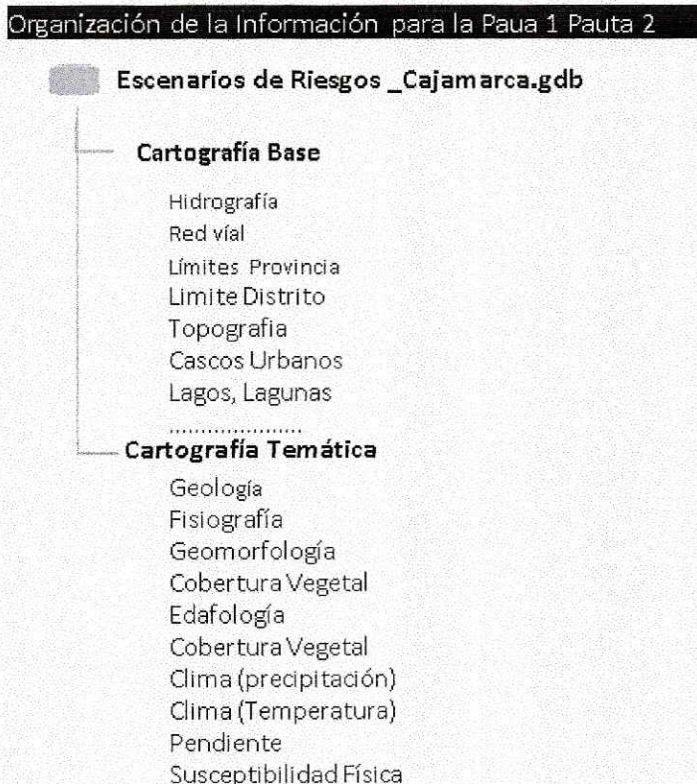 Organización de la Información para la Paua 1 Pauta 2
Escenarios de Riesgos _Cajamarca.gdb
Cartografía Base
Hidrografía
Red víal
Límites Provincia
Limite Distrito
Topografia
Cascos Urbanos
Lagos, Lagunas
....................
Cartografía Temática
Geología
Fisiografía
Geomorfología
Cobertura Vegetal
Edafología
Cobertura Vegetal
Clima (precipitación)
Clima (Temperatura)
Pendiente
Susceptibilidad Física